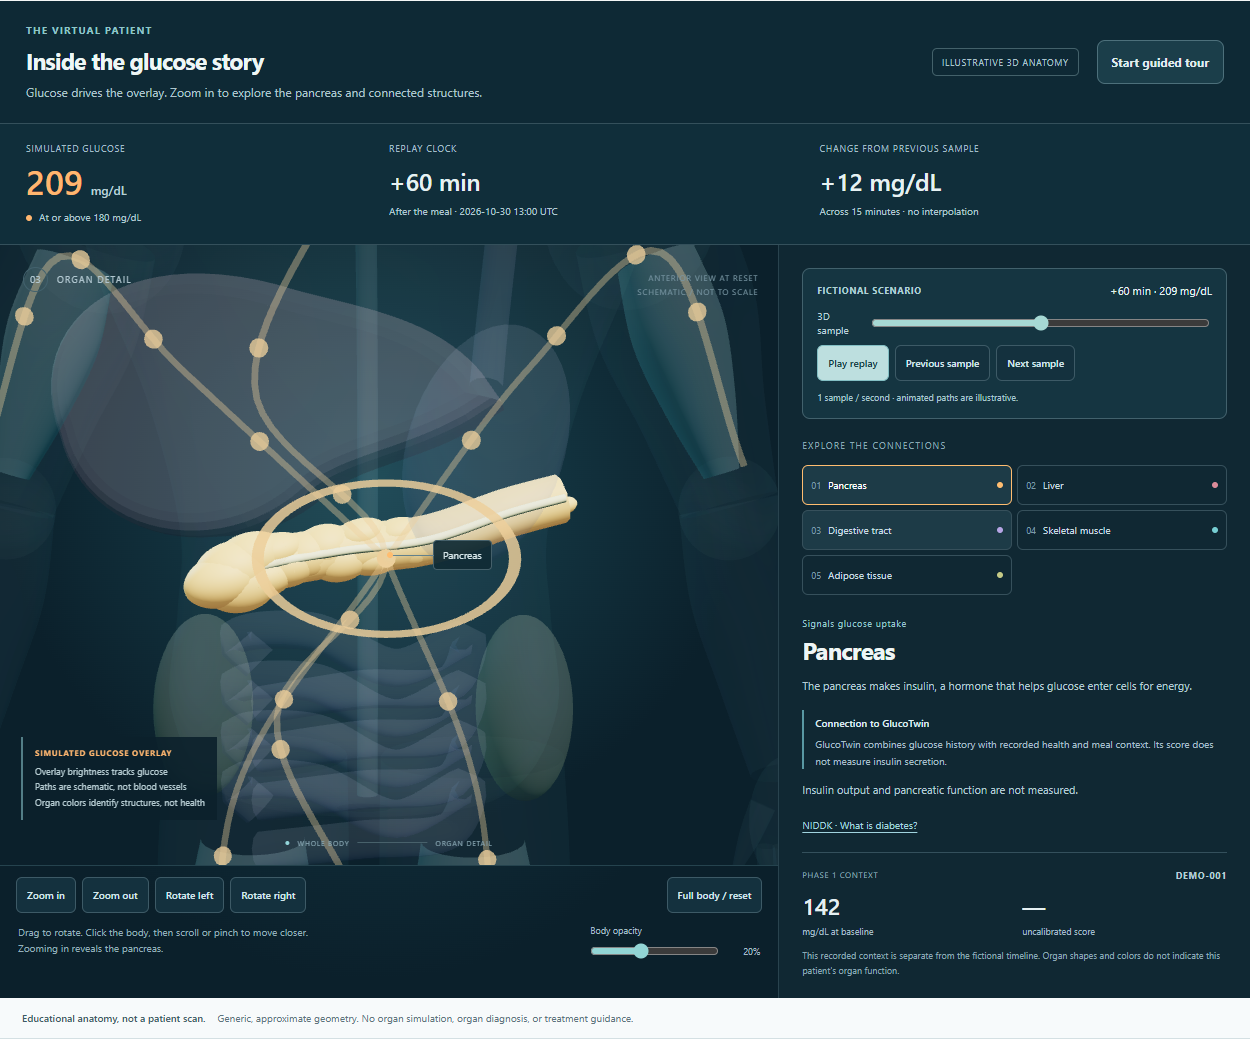 THE VIRTUAL PATIENT
Inside the glucose story
Glucose drives the overlay. Zoom in to explore the pancreas and connected structures.
ILLUSTRATIVE 3D ANATOMY
Start guided tour
SIMULATED GLUCOSE
209 mg/dL
At or above 180 mg/dL
REPLAY CLOCK
+60 min
After the meal · 2026-10-30 13:00 UTC
CHANGE FROM PREVIOUS SAMPLE
+12 mg/dL
Across 15 minutes · no interpolation
03 ORGAN DETAIL
ANTERIOR VIEW AT RESET
SCHEMATIC · NOT TO SCALE
Pancreas
SIMULATED GLUCOSE OVERLAY
Overlay brightness tracks glucose
Paths are schematic, not blood vessels
Organ colors identify structures, not health
WHOLE BODY
ORGAN DETAIL
Zoom in
Zoom out
Rotate left
Rotate right
Full body / reset
Drag to rotate. Click the body, then scroll or pinch to move closer.
Zooming in reveals the pancreas.
Body opacity
20%
FICTIONAL SCENARIO
+60 min · 209 mg/dL
3D
sample
Play replay
Previous sample
Next sample
1 sample / second · animated paths are illustrative.
EXPLORE THE CONNECTIONS
01 Pancreas
02 Liver
03 Digestive tract
04 Skeletal muscle
05 Adipose tissue
Signals glucose uptake
Pancreas
The pancreas makes insulin, a hormone that helps glucose enter cells for energy.
Connection to GlucoTwin
GlucoTwin combines glucose history with recorded health and meal context. Its score does
not measure insulin secretion.
Insulin output and pancreatic function are not measured.
NIDDK · What is diabetes?
PHASE 1 CONTEXT
DEMO-001
142
mg/dL at baseline
—
uncalibrated score
This recorded context is separate from the fictional timeline. Organ shapes and colors do not indicate this
patient's organ function.
Educational anatomy, not a patient scan. Generic, approximate geometry. No organ simulation, organ diagnosis, or treatment guidance.